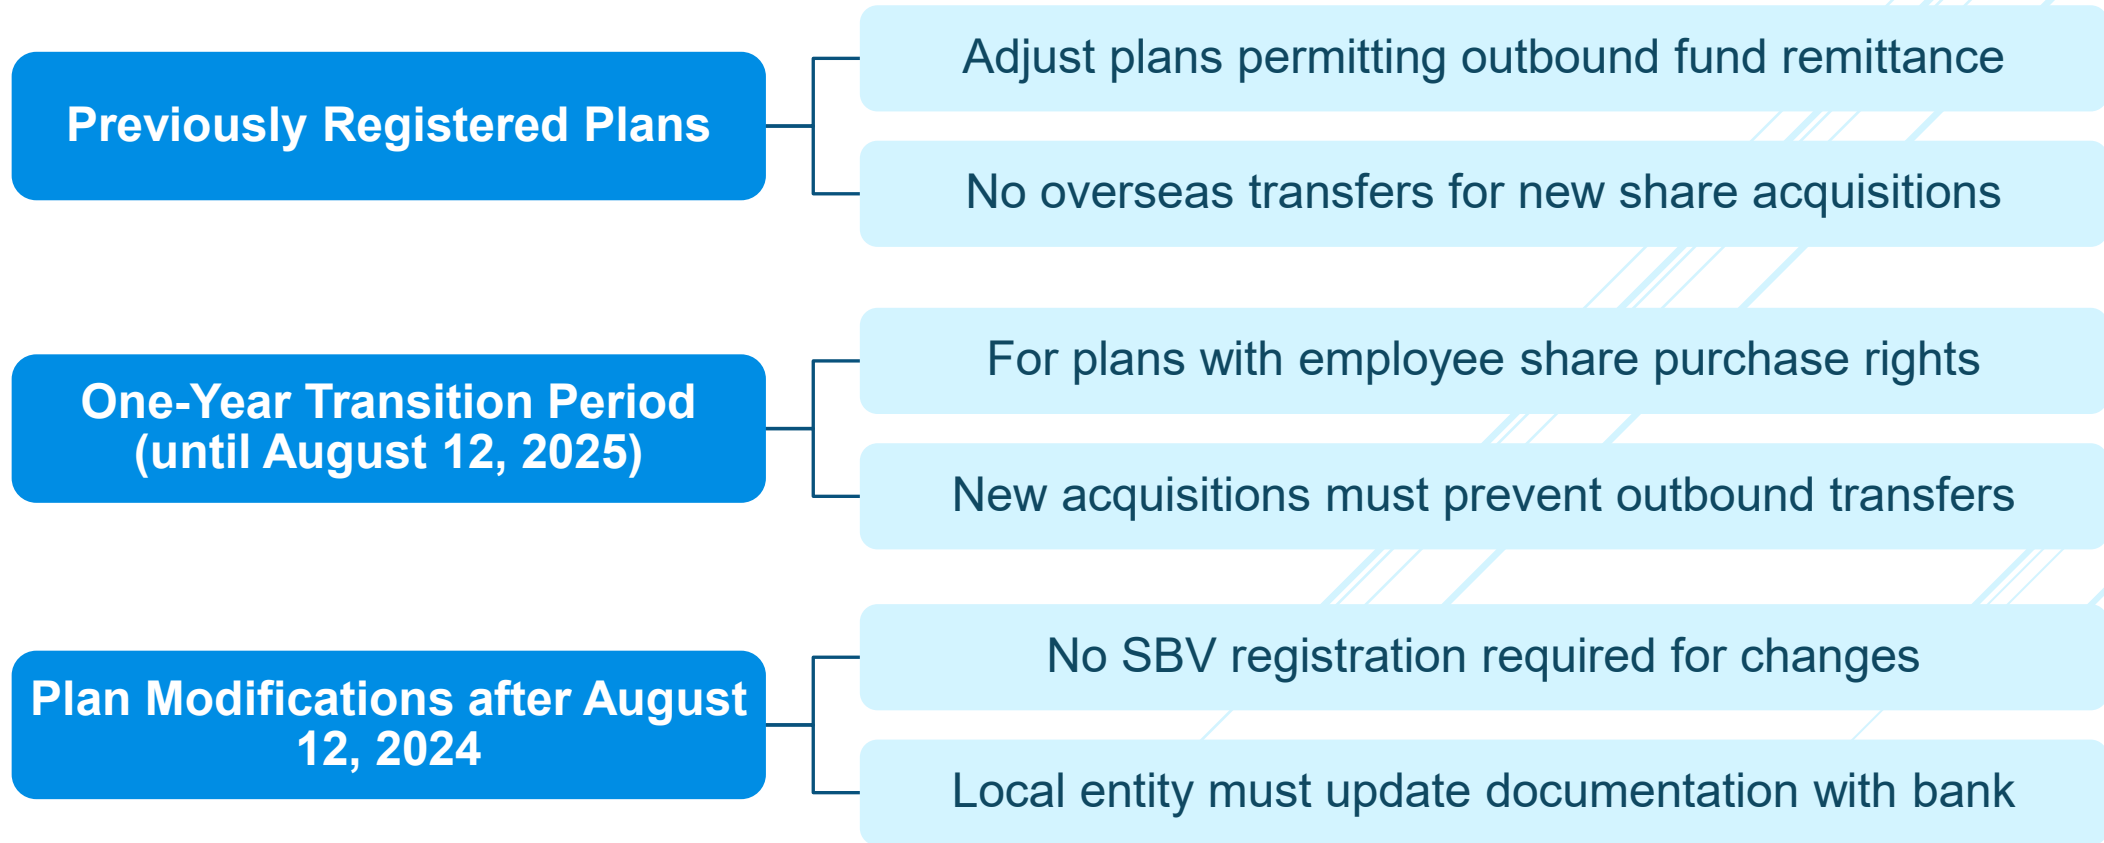 Previously Registered Plans
Adjust plans permitting outbound fund remittance
No overseas transfers for new share acquisitions
One-Year Transition Period
(until August 12, 2025)
For plans with employee share purchase rights
New acquisitions must prevent outbound transfers
Plan Modifications after August
12, 2024
No SBV registration required for changes
Local entity must update documentation with bank